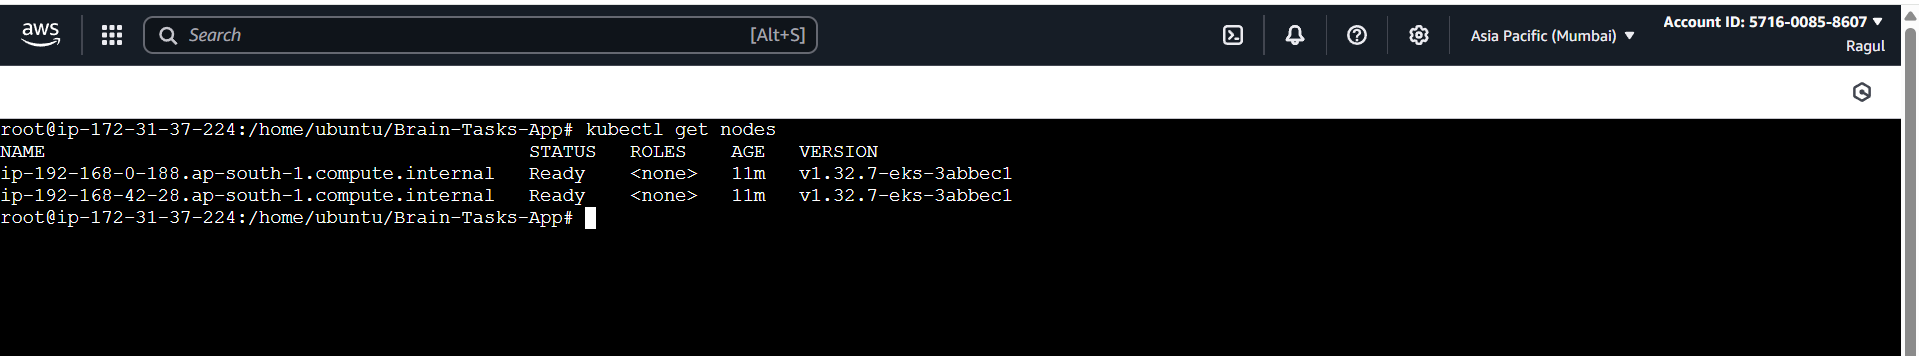 aws
Search [Alt+S]
Asia Pacific (Mumbai)
Account ID: 5716-0085-8607
Ragul
root@ip-172-31-37-224:/home/ubuntu/Brain-Tasks-App# kubectl get nodes
NAME STATUS ROLES AGE VERSION
ip-192-168-0-188.ap-south-1.compute.internal Ready <none> 11m v1.32.7-eks-3abbec1
ip-192-168-42-28.ap-south-1.compute.internal Ready <none> 11m v1.32.7-eks-3abbec1
root@ip-172-31-37-224:/home/ubuntu/Brain-Tasks-App#